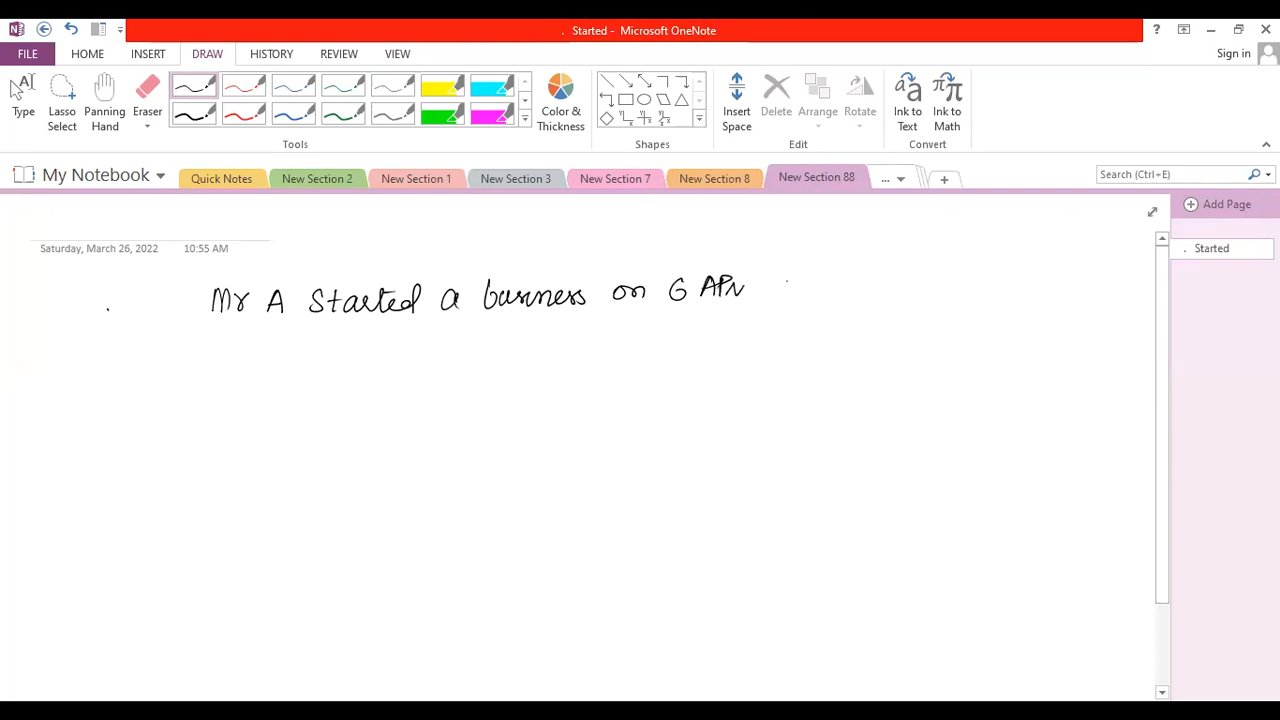 . Started - Microsoft OneNote
?
Sign in
FILE HOME INSERT DRAW HISTORY REVIEW VIEW
Type
Lasso Select
Panning Hand
Eraser
Color & Thickness
Insert Space
Delete
Arrange
Rotate
Ink to Text
Ink to Math
Tools
Shapes
Edit
Convert
My Notebook Quick Notes New Section 2 New Section 1 New Section 3 New Section 7 New Section 8 New Section 88 ... Search (Ctrl+E)
Add Page
. Started
Saturday, March 26, 2022 10:55 AM
Mr A Started a business on